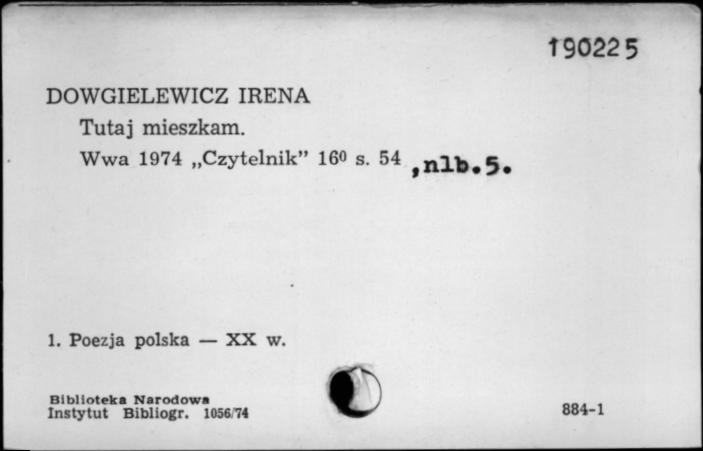 190225
DOWGIELEWICZ IRENA
Tutaj mieszkam.
Wwa 1974 „Czytelnik” 16⁰ s. 54 ,nlb.5.
1. Poezja polska — XX w.
Biblioteka Narodowa
Instytut Bibliogr. 1056/74
884-1